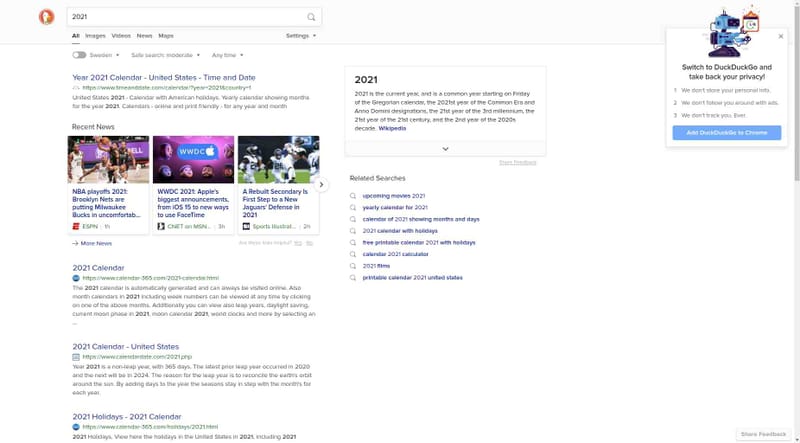 2021
All Images Videos News Maps Settings
Sweden Safe search: moderate Any time
Year 2021 Calendar - United States - Time and Date
https://www.timeanddate.com/calendar/?year=2021&country=1
United States 2021 - Calendar with American holidays. Yearly calendar showing months
for the year 2021. Calendars - online and print friendly - for any year and month
Recent News
WWDC
NBA playoffs 2021:
Brooklyn Nets are
putting Milwaukee
Bucks in uncomfortab...
ESPN 1h
WWDC 2021: Apple's
biggest announcements,
from iOS 15 to new ways
to use FaceTime
CNET on MSN... 3h
A Rebuilt Secondary Is
First Step to a New
Jaguars' Defense in
2021
Sports Illustrat... 2h
More News
Are these links helpful? Yes No
2021 Calendar
https://www.calendar-365.com/2021-calendar.html
The 2021 calendar is automatically generated and can always be visited online. Also
month calendars in 2021 including week numbers can be viewed at any time by clicking
on one of the above months. Additionally you can view also leap years, daylight saving,
current moon phase in 2021, moon calendar 2021, world clocks and more by selecting an
...
2021 Calendar - United States
https://www.calendardate.com/2021.php
Year 2021 is a non-leap year, with 365 days. The latest prior leap year occurred in 2020
and the next will be in 2024. The reason for the leap year is to reconcile the earth's orbit
around the sun. By adding days to the year the seasons stay in step with the month's for
each year.
2021 Holidays - 2021 Calendar
https://www.calendar-365.com/holidays/2021.html
2021 Holidays. View here the holidays in the United States in 2021, including 2021
2021
2021 is the current year, and is a common year starting on Friday
of the Gregorian calendar, the 2021st year of the Common Era and
Anno Domini designations, the 21st year of the 3rd millennium, the
21st year of the 21st century, and the 2nd year of the 2020s
decade. Wikipedia
Share Feedback
Related Searches
upcoming movies 2021
yearly calendar for 2021
calendar of 2021 showing months and days
2021 calendar with holidays
free printable calendar 2021 with holidays
calendar 2021 calculator
2021 films
printable calendar 2021 united states
Switch to DuckDuckGo and
take back your privacy!
1 We don't store your personal info.
2 We don't follow you around with ads.
3 We don't track you. Ever.
Add DuckDuckGo to Chrome
Share Feedback